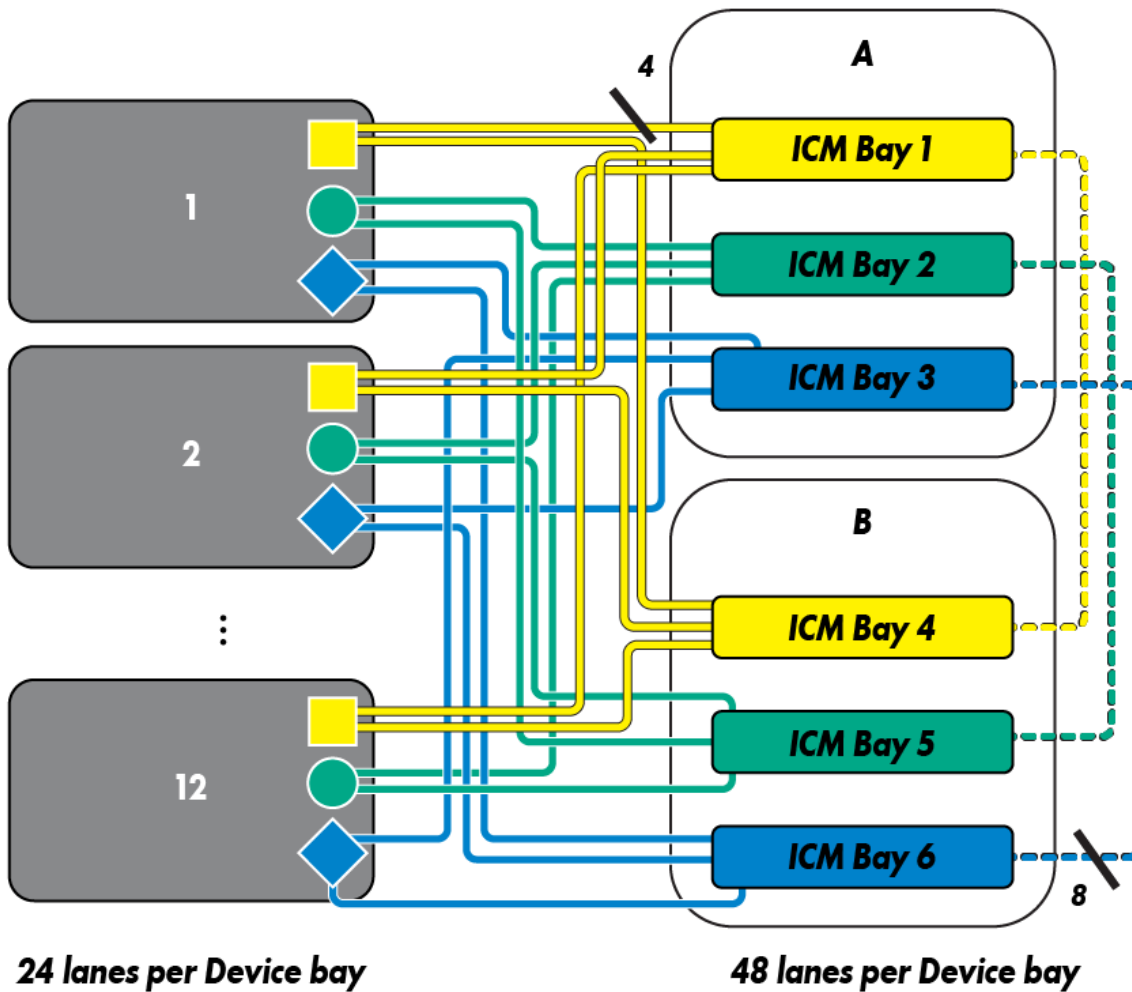 A
4
ICM Bay 1
1
ICM Bay 2
ICM Bay 3
2
B
⋮
ICM Bay 4
ICM Bay 5
12
ICM Bay 6
8
24 lanes per Device bay
48 lanes per Device bay